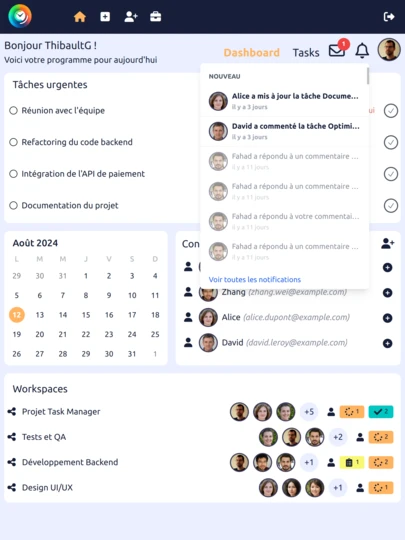 Bonjour ThibaultG !
Voici votre programme pour aujourd'hui
Dashboard
Tasks
1
Tâches urgentes
Réunion avec l'équipe
Refactoring du code backend
Intégration de l'API de paiement
Documentation du projet
NOUVEAU
Alice a mis à jour la tâche Docume...
il y a 3 jours
David a commenté la tâche Optimi...
il y a 3 jours
Fahad a répondu à un commentaire ...
il y a 11 jours
Fahad a répondu à un commentaire ...
il y a 11 jours
Fahad a répondu à votre commentai...
il y a 11 jours
Fahad a répondu à un commentaire ...
il y a 11 jours
Voir toutes les notifications
Août 2024
L M M J V S D
29 30 31 1 2 3 4
5 6 7 8 9 10 11
12 13 14 15 16 17 18
19 20 21 22 23 24 25
26 27 28 29 30 31 1
Con
Zhang (zhang.wei@example.com)
Alice (alice.dupont@example.com)
David (david.leroy@example.com)
Workspaces
Projet Task Manager +5 1 2
Tests et QA +2 2
Développement Backend +1 1 2
Design UI/UX +1 1